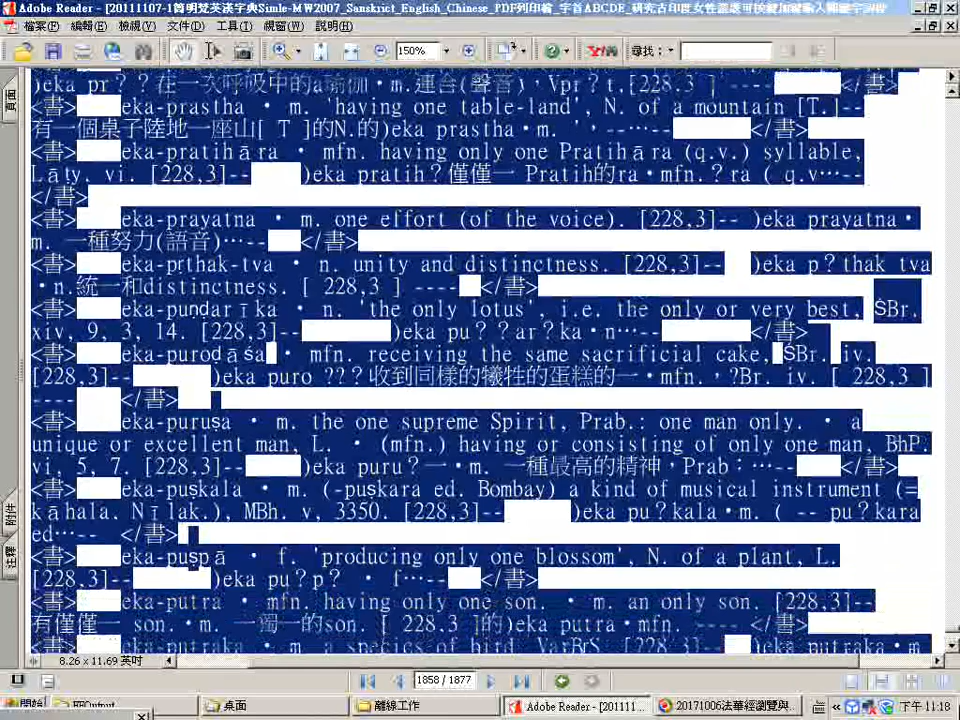 Adobe Reader - [20111107-1簡明梵英漢字典Simle-MW2007_Sanskrict_English_Chinese_PDF列印檔_字首ABCDE
檔案(F) 編輯(E) 檢視(V) 文件(D) 工具(T) 視窗(W) 說明(H)
150% 尋找:
頁面
)eka pr??在一次呼吸中的a瑜伽・m. 連合(聲音), Vpr?t,[228.3 ]----- </書>
<書> eka-prastha ・ m. 'having one table-land', N. of a mountain [T.]--
有一個桌子陸地一座山[ T ]的N.的)eka prastha・m. ',--…-- </書>
<書> eka-pratihāra ・ mfn. having only one Pratihāra (q.v.) syllable,
Lāṭy. vi. [228,3]-- )eka pratih?僅僅一 Pratih的ra・mfn.?ra ( q.v…--
</書>
<書> eka-prayatna ・ m. one effort (of the voice). [228,3]-- )eka prayatna・
m. 一種努力(語音)…-- </書>
<書> eka-pṛthak-tva ・ n. unity and distinctness. [228,3]-- )eka p?thak tva
・n.統一和distinctness. [ 228,3 ] ---- </書>
<書> eka-puṇḍarīka ・ n. 'the only lotus', i.e. the only or very best, ŚBr.
xiv, 9, 3, 14. [228,3]-- )eka pu??ar?ka・n…-- </書>
<書> eka-puroḍāśa ・ mfn. receiving the same sacrificial cake, ŚBr. iv.
[228,3]-- )eka puro ???收到同樣的犧牲的蛋糕的一・mfn.,?Br. iv. [ 228,3 ]
---- </書>
<書> eka-puruṣa ・ m. the one supreme Spirit, Prab.: one man only. ・ a
unique or excellent man, L. ・ (mfn.) having or consisting of only one man, BhP.
vi, 5, 7. [228,3]-- )eka puru?一・m. 一種最高的精神,Prab:…-- </書>
<書> eka-puṣkala ・ m. (-puṣkara ed. Bombay) a kind of musical instrument (=
kāhala, Nīlak.), MBh. v, 3350. [228,3]-- )eka pu?kala・m. ( -- pu?kara
ed…-- </書>
<書> eka-puṣpā ・ f. 'producing only one blossom', N. of a plant, L.
[228,3]-- )eka pu?p? ・ f…-- </書>
<書> eka-putra ・ mfn. having only one son. ・ m. an only son. [228,3]--
有僅僅一 son.・m. 一獨一的son. [ 228.3 ]的)eka putra・mfn. ---- </書>
<書> eka-putraka ・ m. a species of bird, VarBṛS. [228,3]-- )eka putraka・m
附件
註釋
8.26 x 11.69 英吋
1858 / 1877
開始 FFOutput 桌面 離線工作 Adobe Reader - [201111... 20171006法華經瀏覽與... 下午 11:18